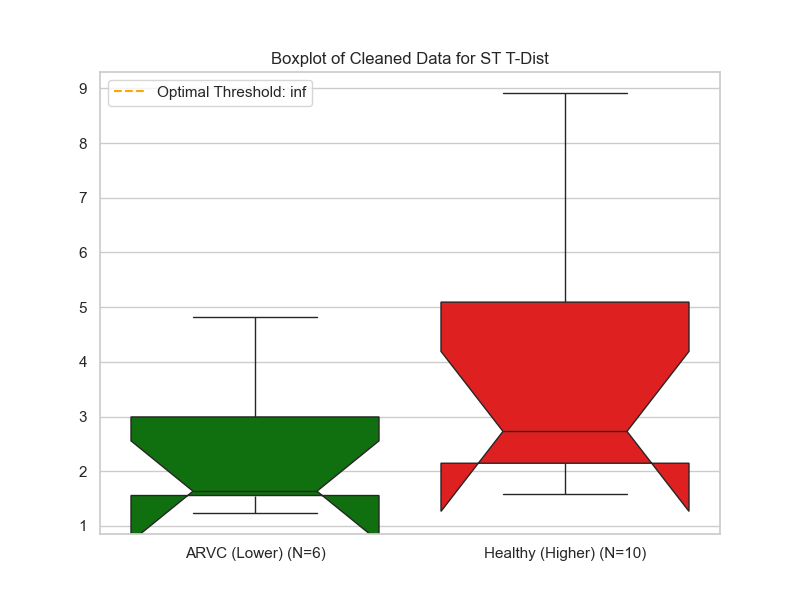 Boxplot of Cleaned Data for ST T-Dist
Optimal Threshold: inf
9
8
7
6
5
4
3
2
1
ARVC (Lower) (N=6)
Healthy (Higher) (N=10)